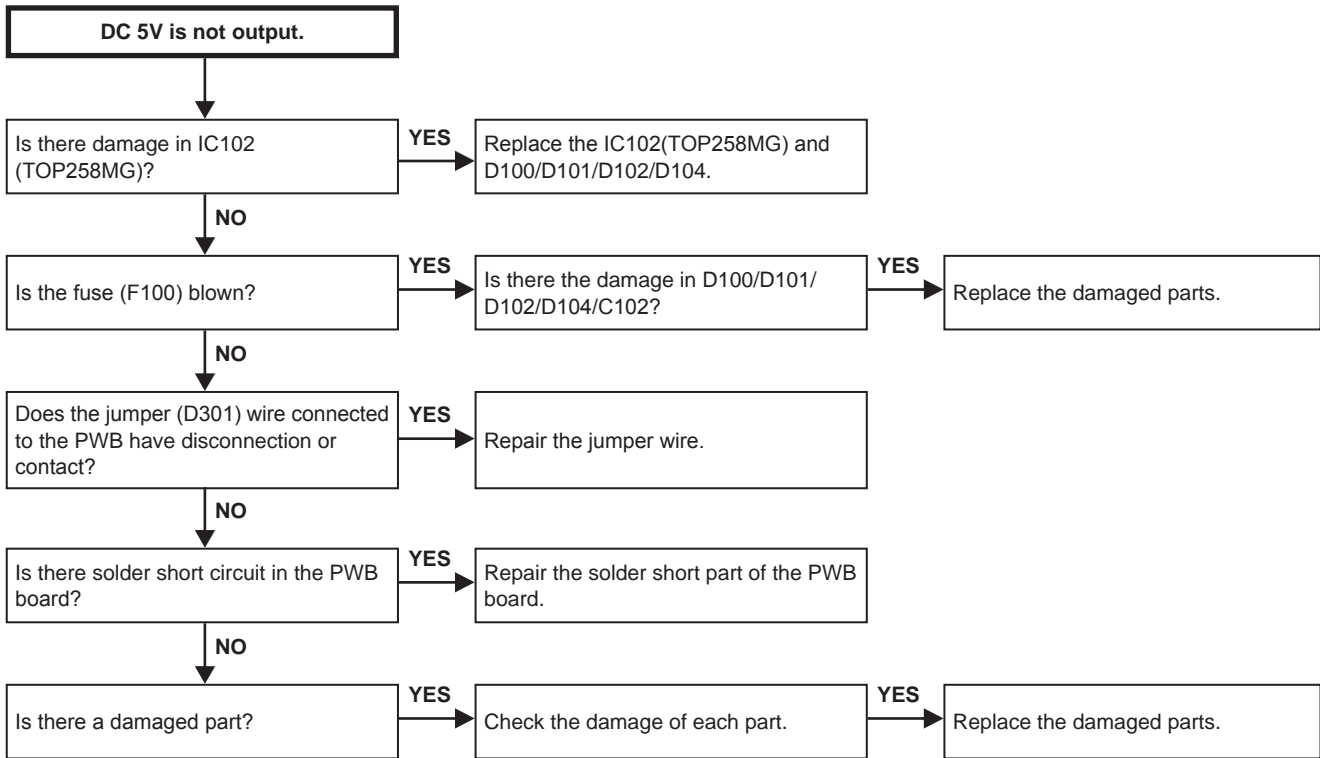 DC 5V is not output.
Is there damage in IC102
(TOP258MG)?
YES
Replace the IC102(TOP258MG) and
D100/D101/D102/D104.
NO
Is the fuse (F100) blown?
YES
Is there the damage in D100/D101/
D102/D104/C102?
YES
Replace the damaged parts.
NO
Does the jumper (D301) wire connected
to the PWB have disconnection or
contact?
YES
Repair the jumper wire.
NO
Is there solder short circuit in the PWB
board?
YES
Repair the solder short part of the PWB
board.
NO
Is there a damaged part?
YES
Check the damage of each part.
YES
Replace the damaged parts.